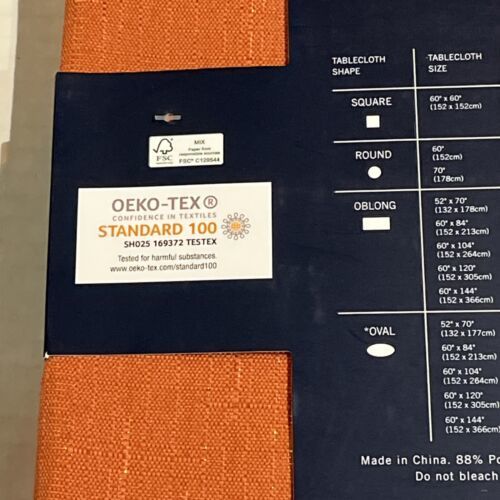 TABLECLOTH SHAPE
TABLECLOTH SIZE
SQUARE
60" x 60"
(152 x 152cm)
ROUND
60"
(152cm)
70"
(178cm)
OBLONG
52" x 70"
(132 x 178cm)
60" x 84"
(152 x 213cm)
60" x 104"
(152 x 264cm)
60" x 120"
(152 x 305cm)
60" x 144"
(152 x 366cm)
*OVAL
52" x 70"
(132 x 177cm)
60" x 84"
(152 x 213cm)
60" x 104"
(152 x 264cm)
60" x 120"
(152 x 305cm)
60" x 144"
(152 x 366cm)
Made in China. 88% Po
Do not bleach
FSC
MIX
Paper from
responsible sources
FSC® C129544
OEKO-TEX®
CONFIDENCE IN TEXTILES
STANDARD 100
SH025 169372 TESTEX
Tested for harmful substances.
www.oeko-tex.com/standard100